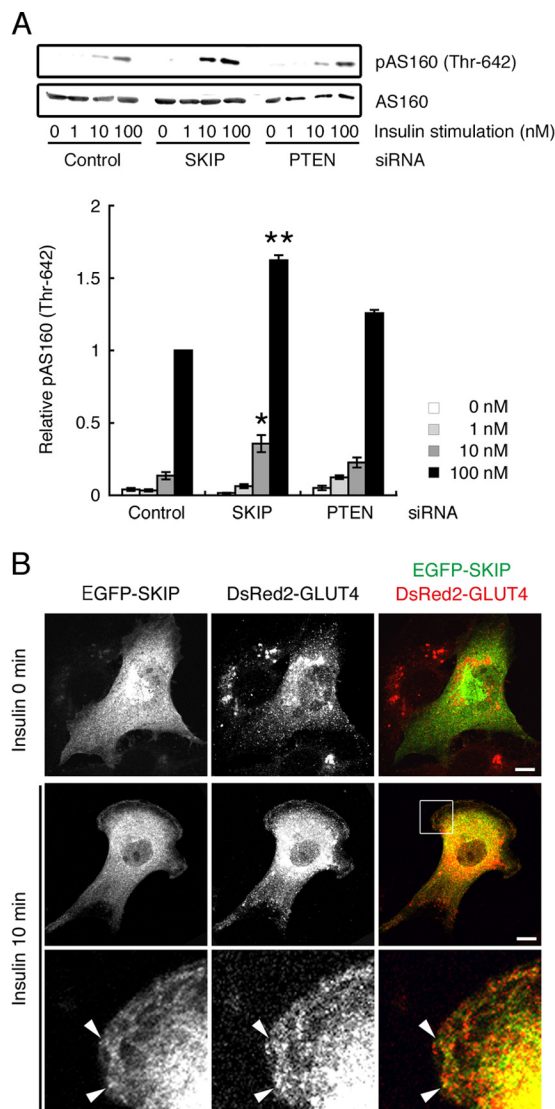 A
pAS160 (Thr-642)
AS160
0 1 10 100 0 1 10 100 0 1 10 100 Insulin stimulation (nM)
Control SKIP PTEN siRNA
Relative pAS160 (Thr-642)
2
1.5
1
0.5
0
**
*
0 nM
1 nM
10 nM
100 nM
Control SKIP PTEN siRNA
B
EGFP-SKIP
EGFP-SKIP DsRed2-GLUT4 DsRed2-GLUT4
Insulin 0 min
Insulin 10 min